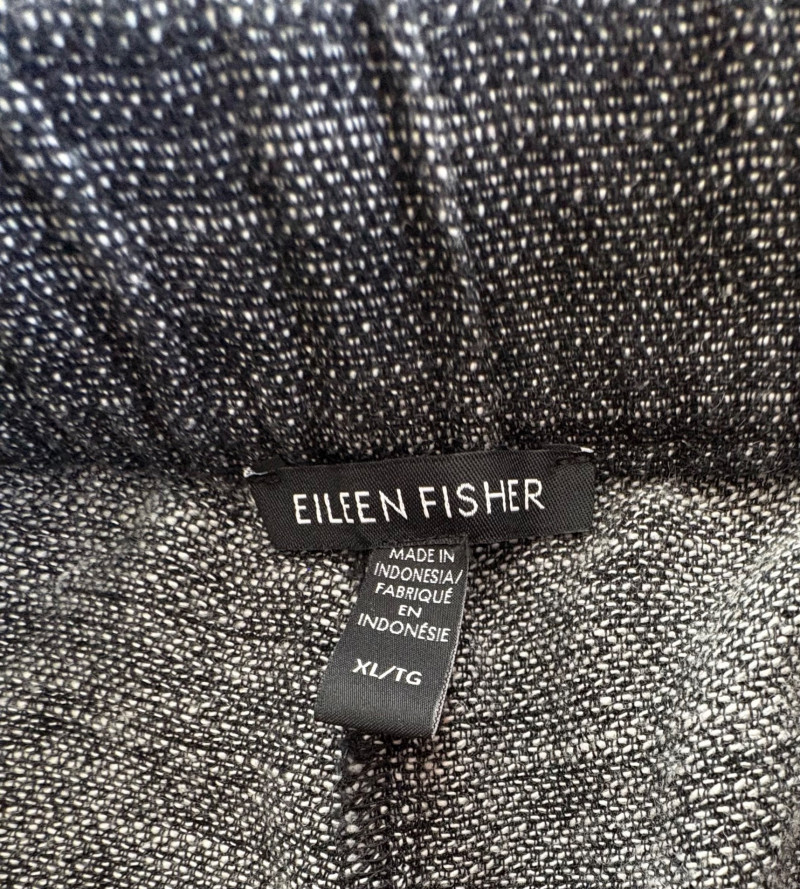 EILEEN FISHER
MADE IN
INDONESIA/
FABRIQUÉ
EN
INDONÉSIE
XL/TG